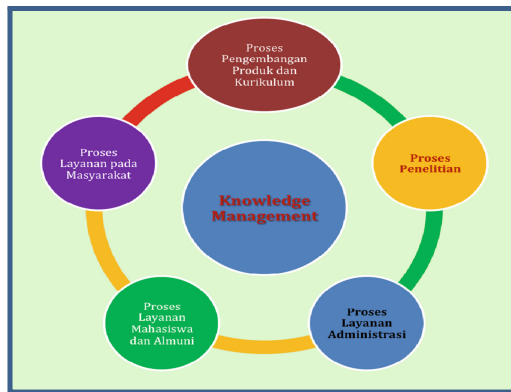 Proses
Pengembangan
Produk dan
Kurikulum
Proses
Penelitian
Proses
Layanan
Administrasi
Proses
Layanan
Mahasiswa
dan Almuni
Proses
Layanan pada
Masyarakat
Knowledge
Management